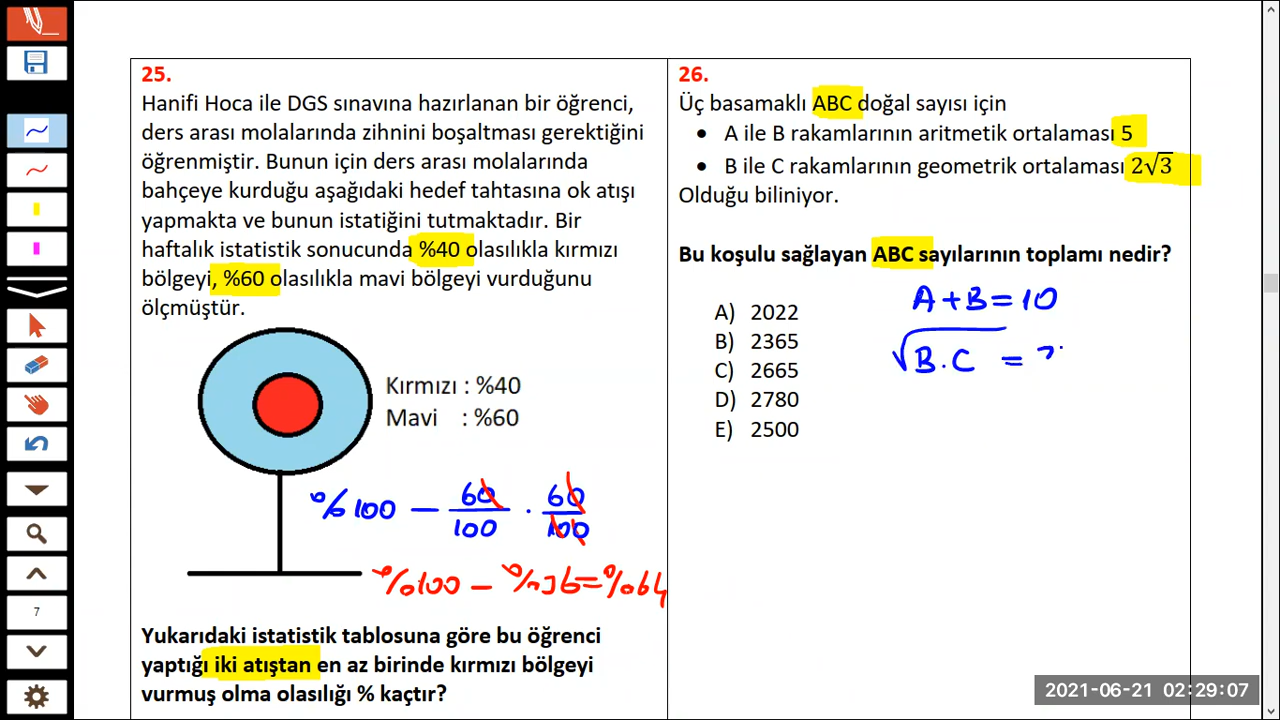 25.
Hanifi Hoca ile DGS sınavına hazırlanan bir öğrenci,
ders arası molalarında zihnini boşaltması gerektiğini
öğrenmiştir. Bunun için ders arası molalarında
bahçeye kurduğu aşağıdaki hedef tahtasına ok atışı
yapmakta ve bunun istatiğini tutmaktadır. Bir
haftalık istatistik sonucunda %40 olasılıkla kırmızı
bölgeyi, %60 olasılıkla mavi bölgeyi vurduğunu
ölçmüştür.
Kırmızı : %40
Mavi : %60
%100 − 60/100 · 60/100
%100 − %36=%64
Yukarıdaki istatistik tablosuna göre bu öğrenci
yaptığı iki atıştan en az birinde kırmızı bölgeyi
vurmuş olma olasılığı % kaçtır?
26.
Üç basamaklı ABC doğal sayısı için
• A ile B rakamlarının aritmetik ortalaması 5
• B ile C rakamlarının geometrik ortalaması 2√3
Olduğu biliniyor.
Bu koşulu sağlayan ABC sayılarının toplamı nedir?
A) 2022
B) 2365
C) 2665
D) 2780
E) 2500
A+B=10
√B.C =
7
2021-06-21 02:29:07